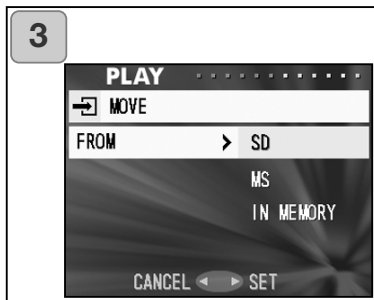 3
PLAY
MOVE
FROM > SD
MS
IN MEMORY
CANCEL ◄ ► SET